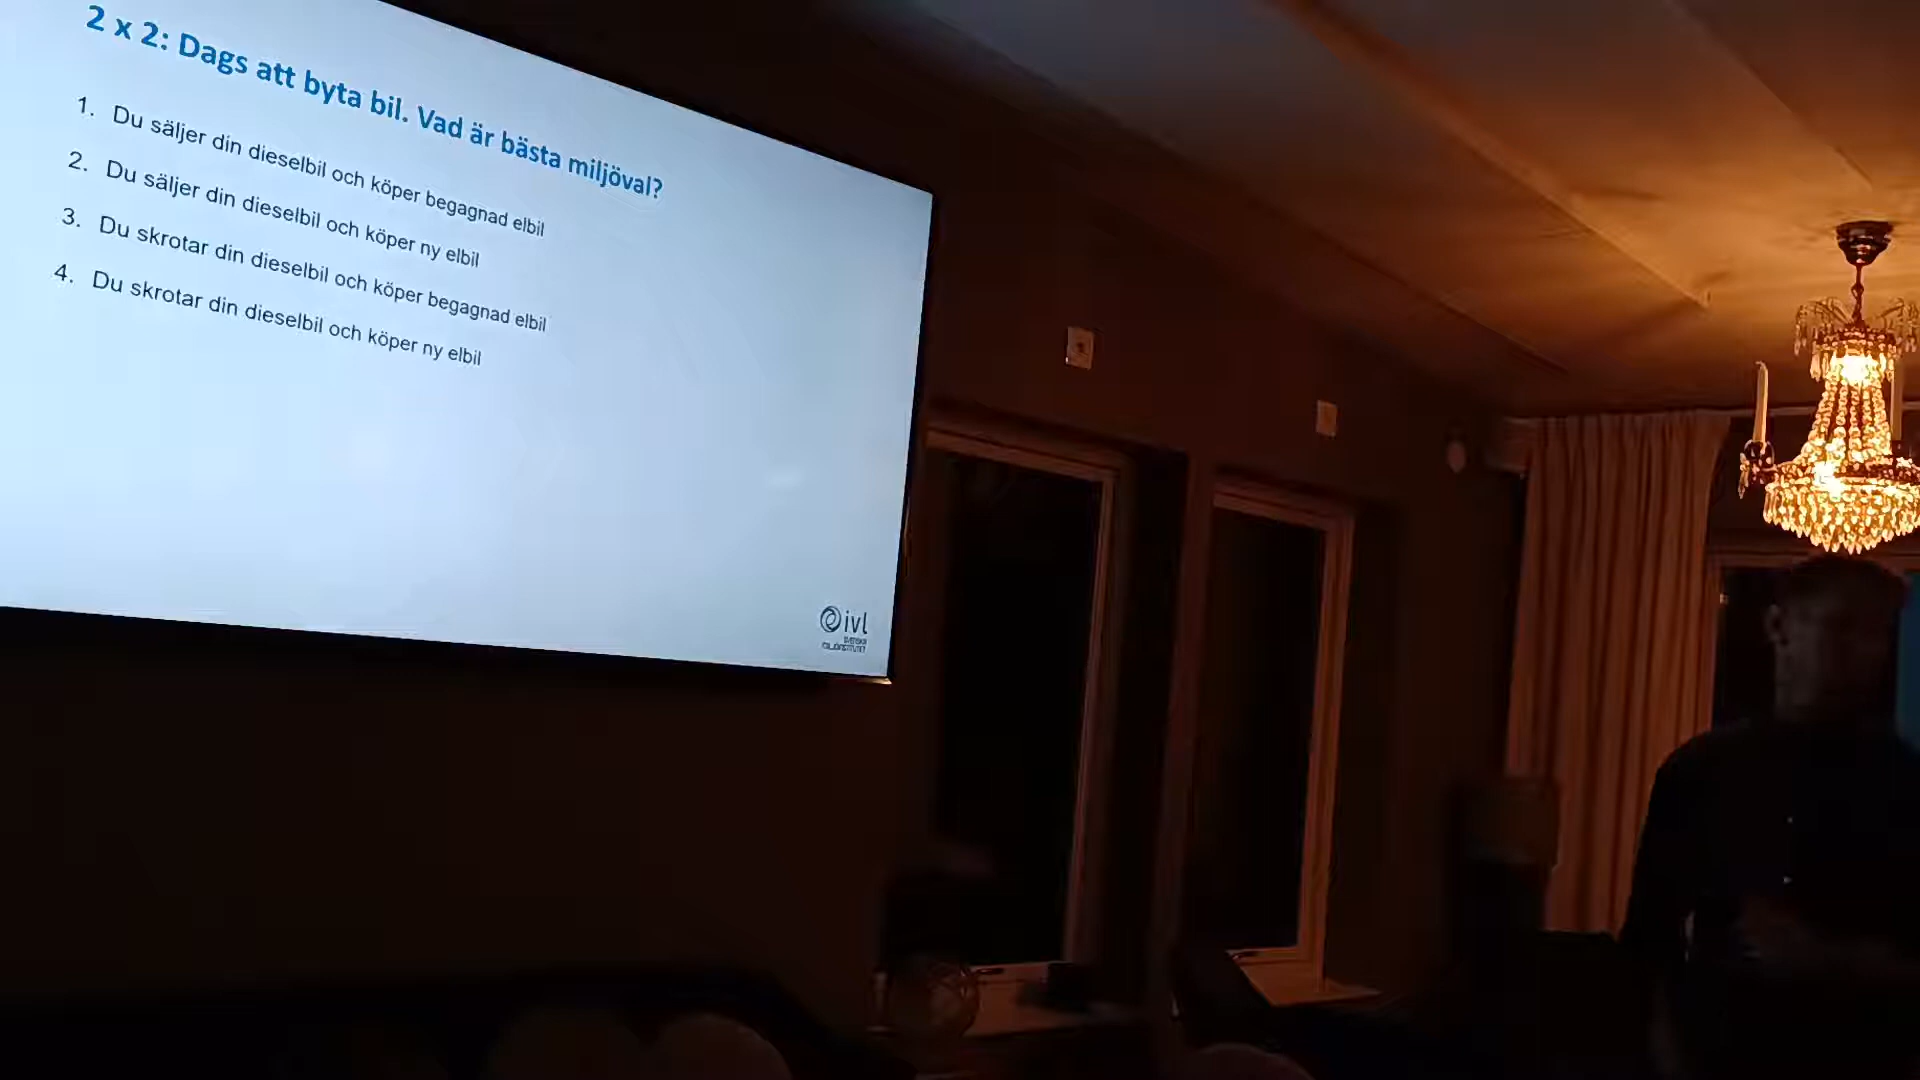 2 x 2: Dags att byta bil. Vad är bästa miljöval?
1. Du säljer din dieselbil och köper begagnad elbil
2. Du säljer din dieselbil och köper ny elbil
3. Du skrotar din dieselbil och köper begagnad elbil
4. Du skrotar din dieselbil och köper ny elbil
ivl
SVENSKA
MILJÖINSTITUTET